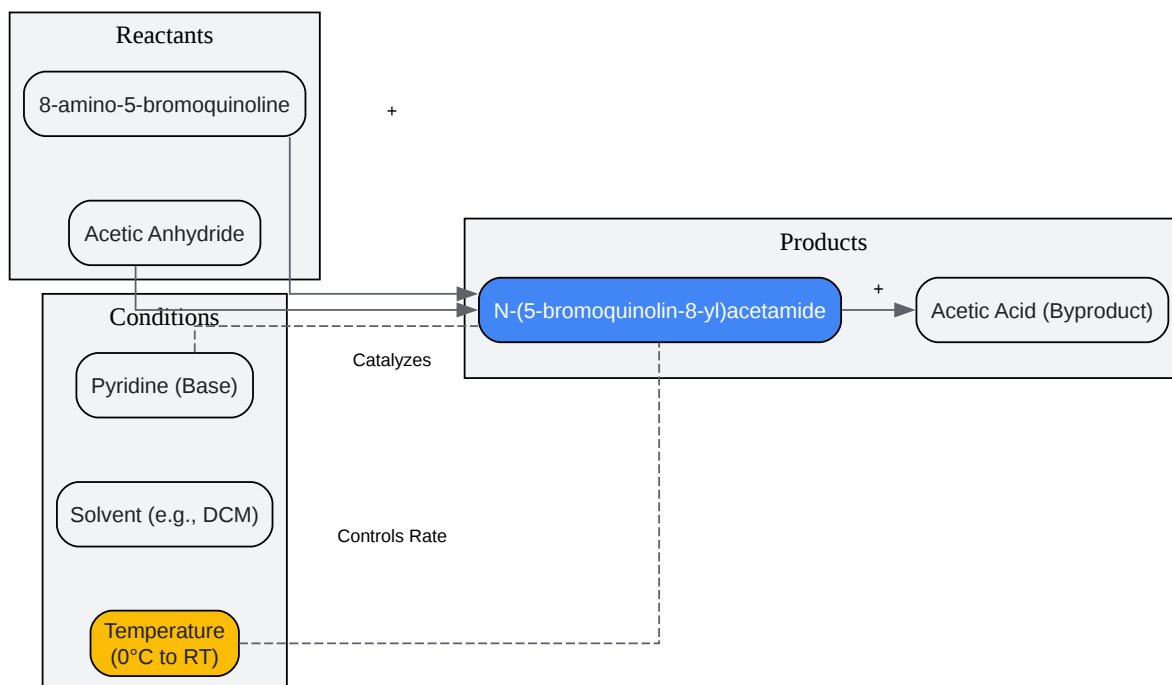 Reactants
8-amino-5-bromoquinoline
+
Acetic Anhydride
Products
N-(5-bromoquinolin-8-yl)acetamide
+
Acetic Acid (Byproduct)
Conditions
Pyridine (Base)
Catalyzes
Solvent (e.g., DCM)
Controls Rate
Temperature
(0°C to RT)